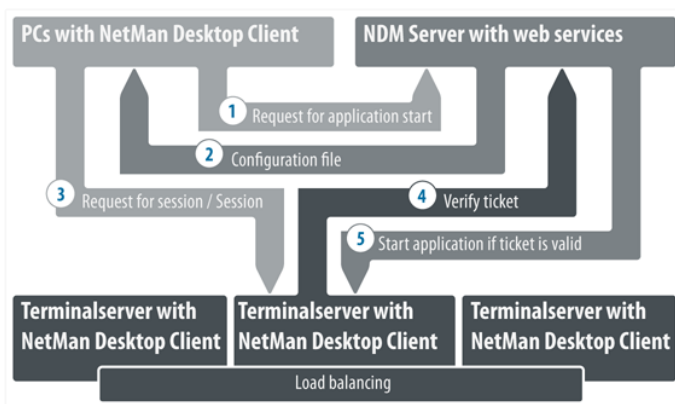 PCs with NetMan Desktop Client
NDM Server with web services
1 Request for application start
2 Configuration file
3 Request for session / Session
4 Verify ticket
5 Start application if ticket is valid
Terminalserver with
NetMan Desktop Client
Terminalserver with
NetMan Desktop Client
Terminalserver with
NetMan Desktop Client
Load balancing